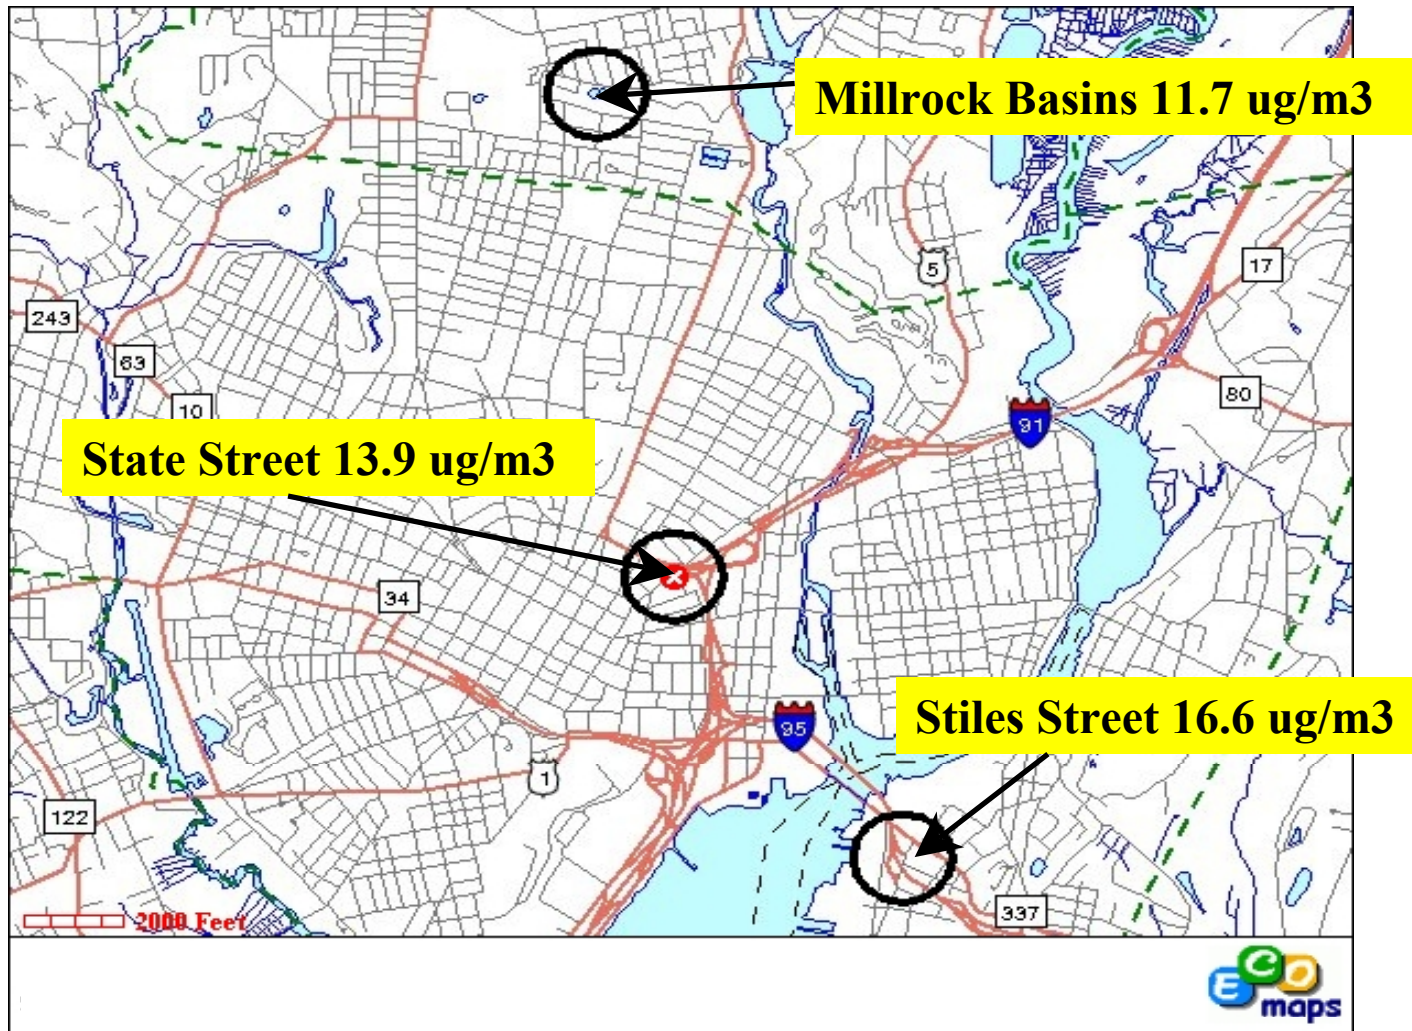 Millrock Basins 11.7 ug/m3
5
17
243
63
80
10
91
State Street 13.9 ug/m3
34
Stiles Street 16.6 ug/m3
95
1
122
337
2000 Feet
ECO
maps